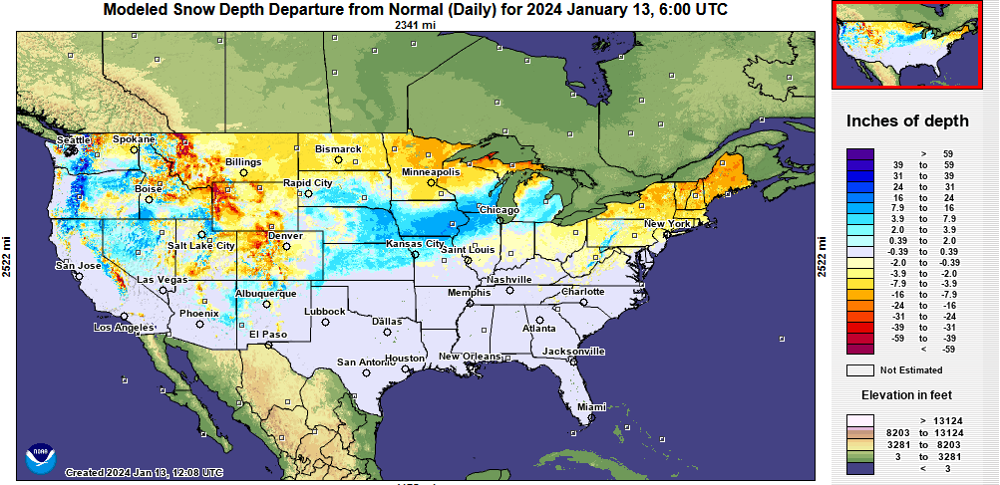 Modeled Snow Depth Departure from Normal (Daily) for 2024 January 13, 6:00 UTC
2341 mi
2522 mi
2522 mi
Seattle
Spokane
Billings
Bismarck
Minneapolis
Boise
Rapid City
Chicago
New York
Salt Lake City
Denver
Kansas City
Saint Louis
San Jose
Las Vegas
Nashville
Albuquerque
Memphis
Charlotte
Los Angeles
Phoenix
Lubbock
Dallas
Atlanta
El Paso
San Antonio
Houston
New Orleans
Jacksonville
Miami
NOAA
Created 2024 Jan 13, 12:08 UTC
Inches of depth
> 59
39 to 59
31 to 39
24 to 31
16 to 24
7.9 to 16
3.9 to 7.9
2.0 to 3.9
0.39 to 2.0
-0.39 to 0.39
-2.0 to -0.39
-3.9 to -2.0
-7.9 to -3.9
-16 to -7.9
-24 to -16
-31 to -24
-39 to -31
-59 to -39
< -59
Not Estimated
Elevation in feet
> 13124
8203 to 13124
3281 to 8203
3 to 3281
< 3